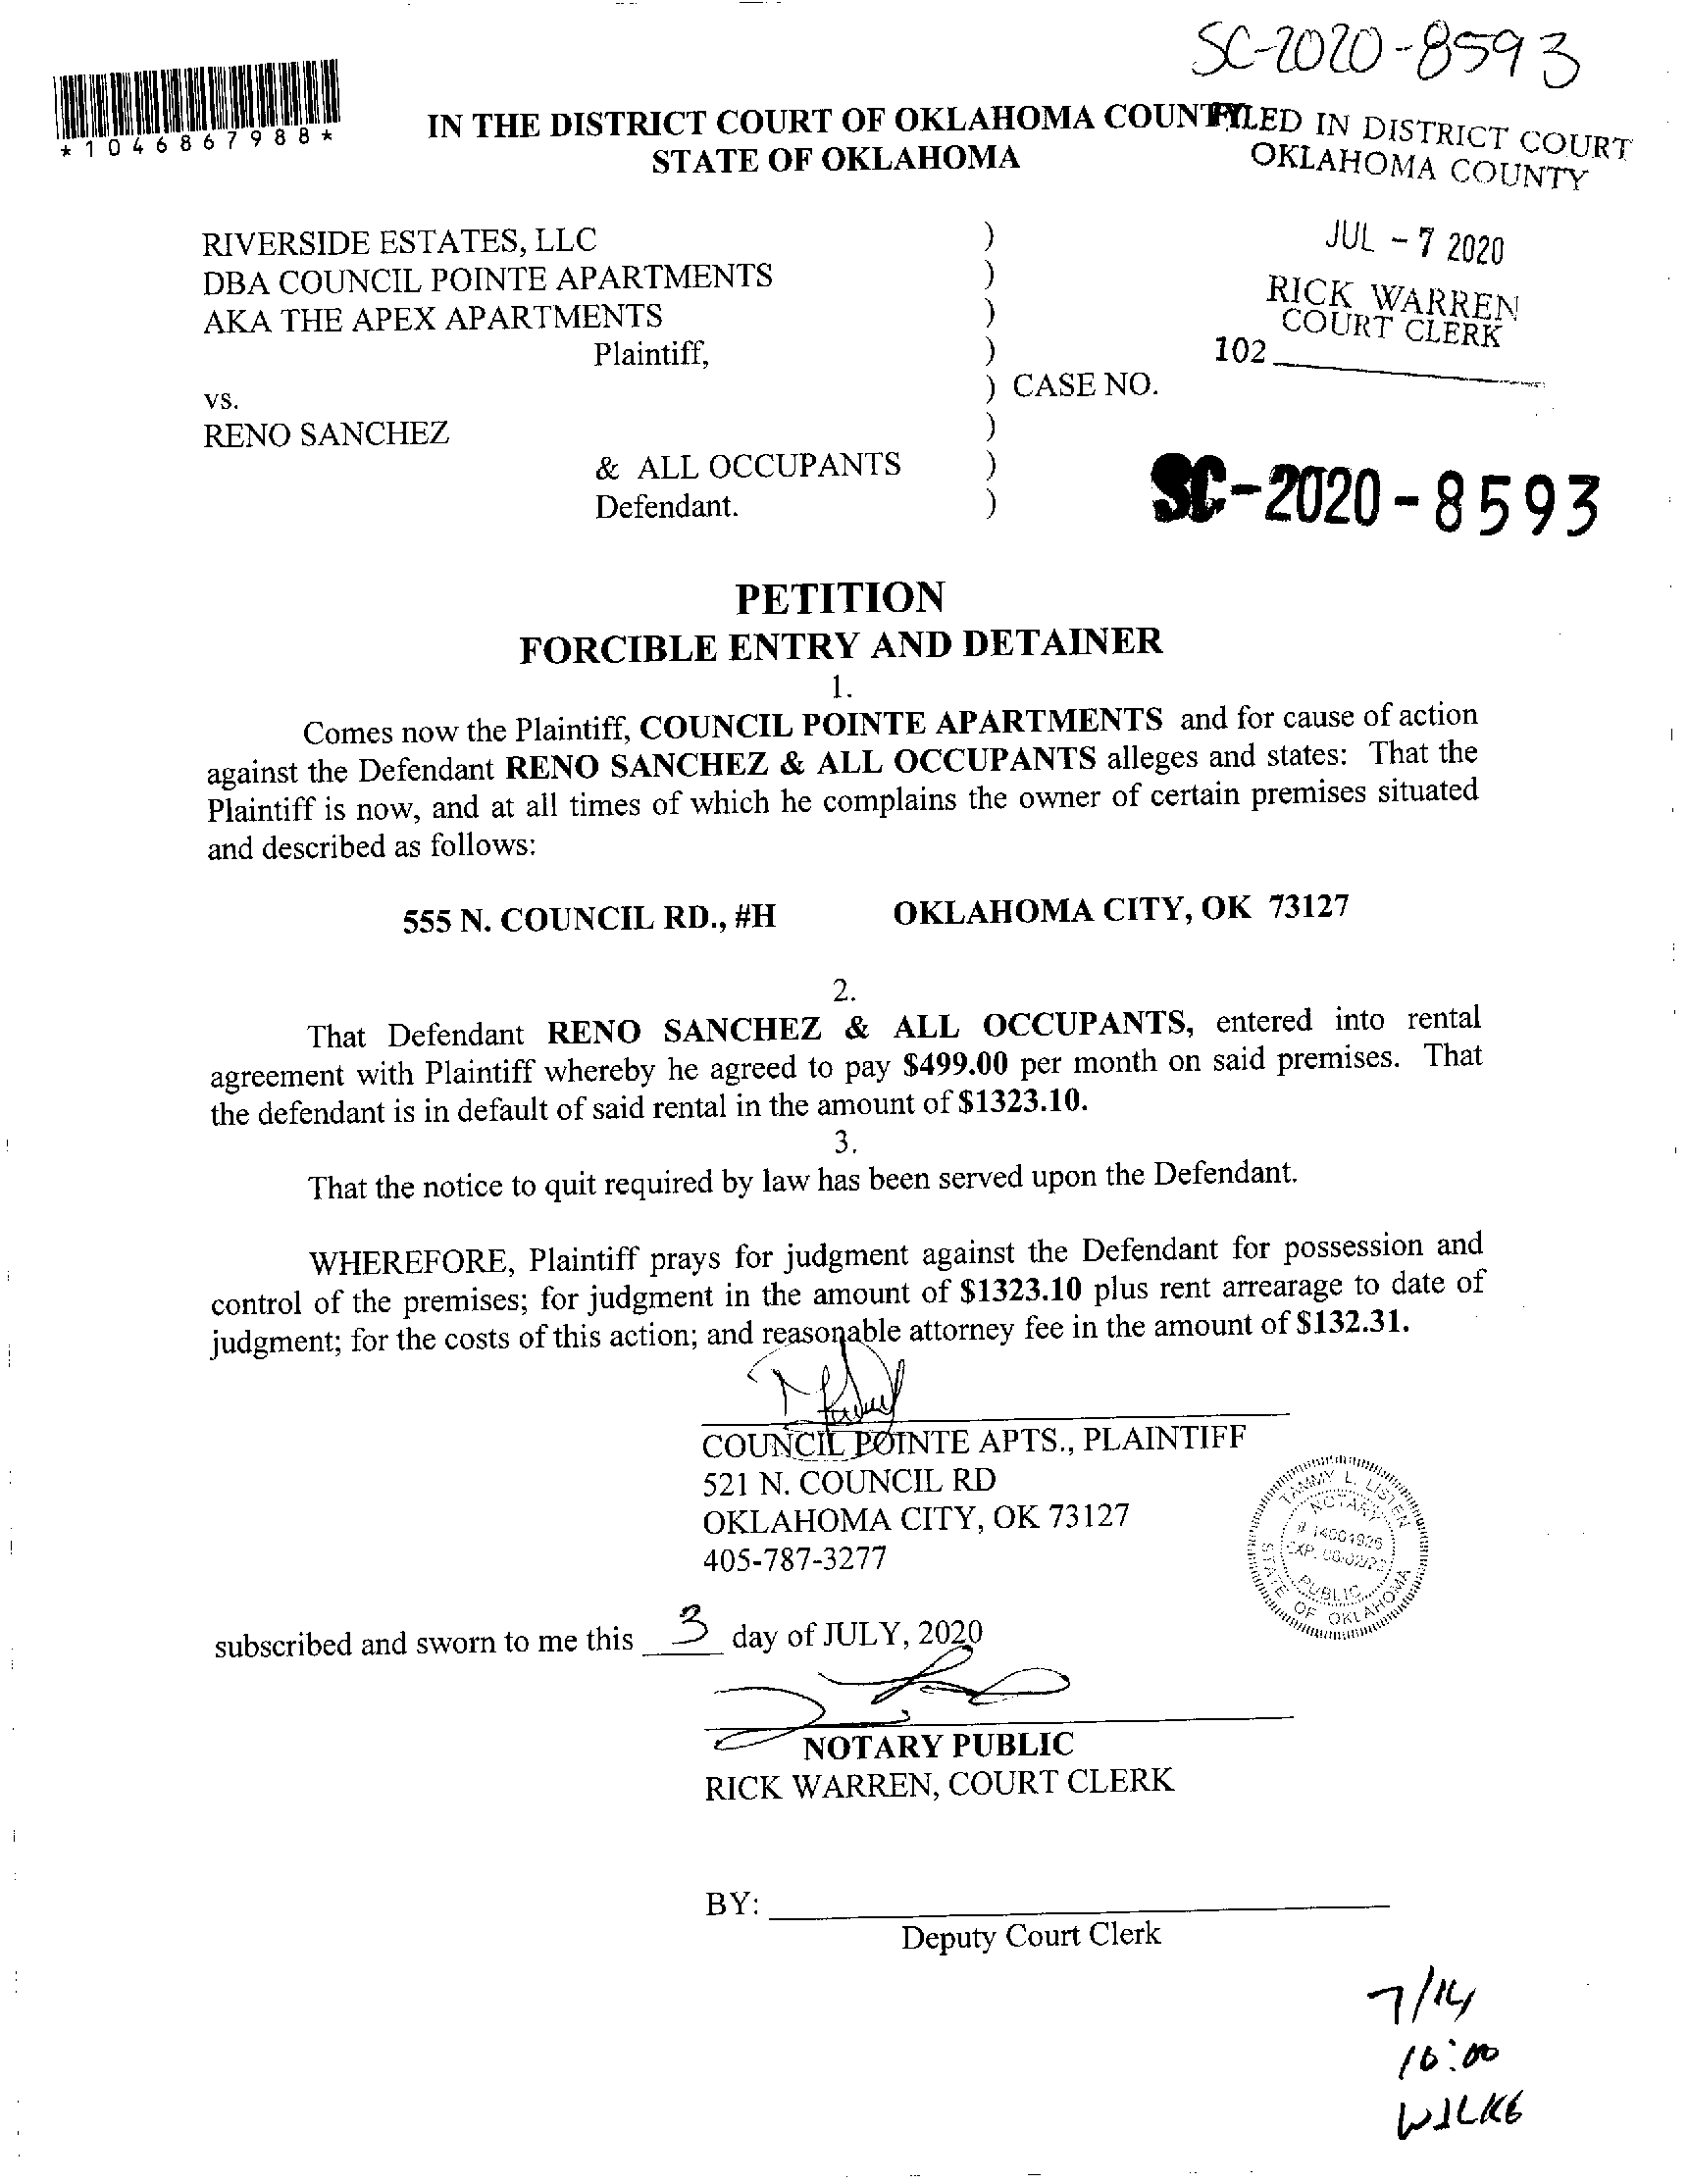 SC-2020-8593
*1046867988*
IN THE DISTRICT COURT OF OKLAHOMA COUNTY
STATE OF OKLAHOMA
FILED IN DISTRICT COURT
OKLAHOMA COUNTY
JUL - 7 2020
RICK WARREN
COURT CLERK
102
RIVERSIDE ESTATES, LLC )
DBA COUNCIL POINTE APARTMENTS )
AKA THE APEX APARTMENTS )
Plaintiff, )
) CASE NO.
vs.
RENO SANCHEZ )
& ALL OCCUPANTS )
Defendant. )
SC-2020-8593
PETITION
FORCIBLE ENTRY AND DETAINER
1.
Comes now the Plaintiff, COUNCIL POINTE APARTMENTS and for cause of action
against the Defendant RENO SANCHEZ & ALL OCCUPANTS alleges and states: That the
Plaintiff is now, and at all times of which he complains the owner of certain premises situated
and described as follows:
555 N. COUNCIL RD., #H OKLAHOMA CITY, OK 73127
2.
That Defendant RENO SANCHEZ & ALL OCCUPANTS, entered into rental
agreement with Plaintiff whereby he agreed to pay $499.00 per month on said premises. That
the defendant is in default of said rental in the amount of $1323.10.
3.
That the notice to quit required by law has been served upon the Defendant.
WHEREFORE, Plaintiff prays for judgment against the Defendant for possession and
control of the premises; for judgment in the amount of $1323.10 plus rent arrearage to date of
judgment; for the costs of this action; and reasonable attorney fee in the amount of $132.31.
COUNCIL POINTE APTS., PLAINTIFF
521 N. COUNCIL RD
OKLAHOMA CITY, OK 73127
405-787-3277
TAMMY L. LISTEN
NOTARY
# 14001926
EXP.
PUBLIC
STATE OF OKLAHOMA
subscribed and sworn to me this 3 day of JULY, 2020
NOTARY PUBLIC
RICK WARREN, COURT CLERK
BY:
Deputy Court Clerk
7/14
10:00
WILKE